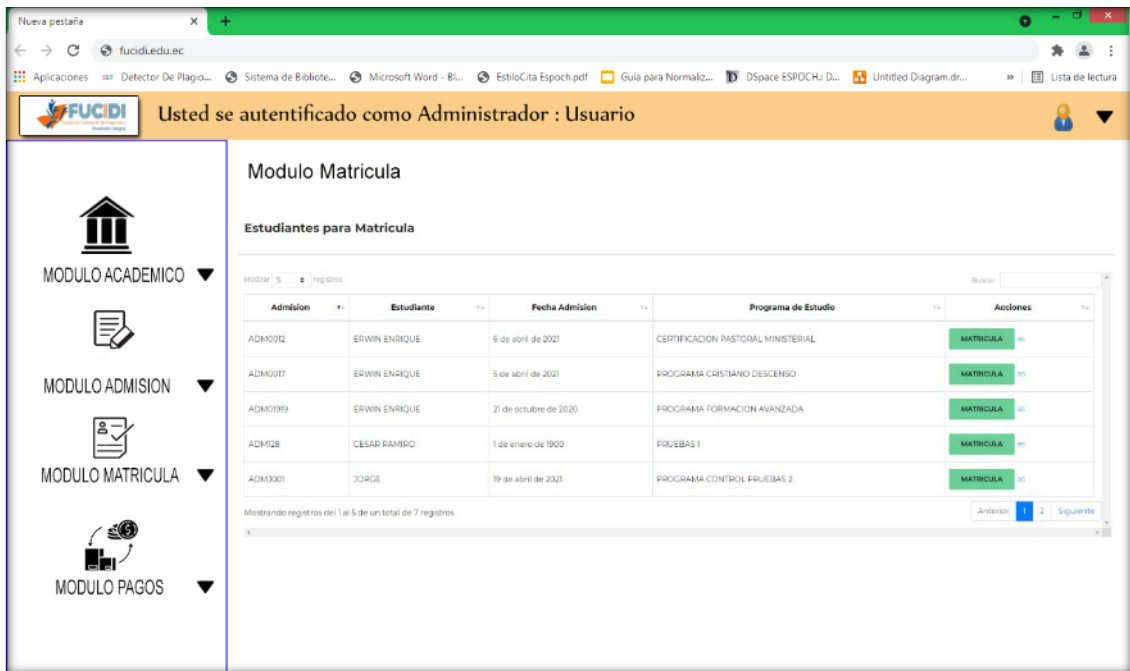 Nueva pestaña
fucidi.edu.ec
Aplicaciones Detector De Plagio... Sistema de Bibliote... Microsoft Word - Bl... EstiloCita Espoch.pdf Guia para Normaliz... DSpace ESPOCH.: D... Untitled Diagram.dr... » Lista de lectura
FUCIDI Usted se autentificado como Administrador : Usuario
Modulo Matricula
Estudiantes para Matricula
MODULO ACADEMICO
MODULO ADMISION
MODULO MATRICULA
MODULO PAGOS
Mostrar 5 registros Buscar:
Admision Estudiante Fecha Admision Programa de Estudio Acciones
ADM0012 ERWIN ENRIQUE 6 de abril de 2021 CERTIFICACION PASTORAL MINISTERIAL MATRICULA
ADM0017 ERWIN ENRIQUE 5 de abril de 2021 PROGRAMA CRISTIANO DESCENSO MATRICULA
ADM01919 ERWIN ENRIQUE 21 de octubre de 2020 PROGRAMA FORMACION AVANZADA MATRICULA
ADM128 CESAR RAMIRO 1 de enero de 1900 PRUEBAS 1 MATRICULA
ADM3001 JORGE 19 de abril de 2021 PROGRAMA CONTROL PRUEBAS 2 MATRICULA
Mostrando registros del 1 al 5 de un total de 7 registros Anterior 1 2 Siguiente